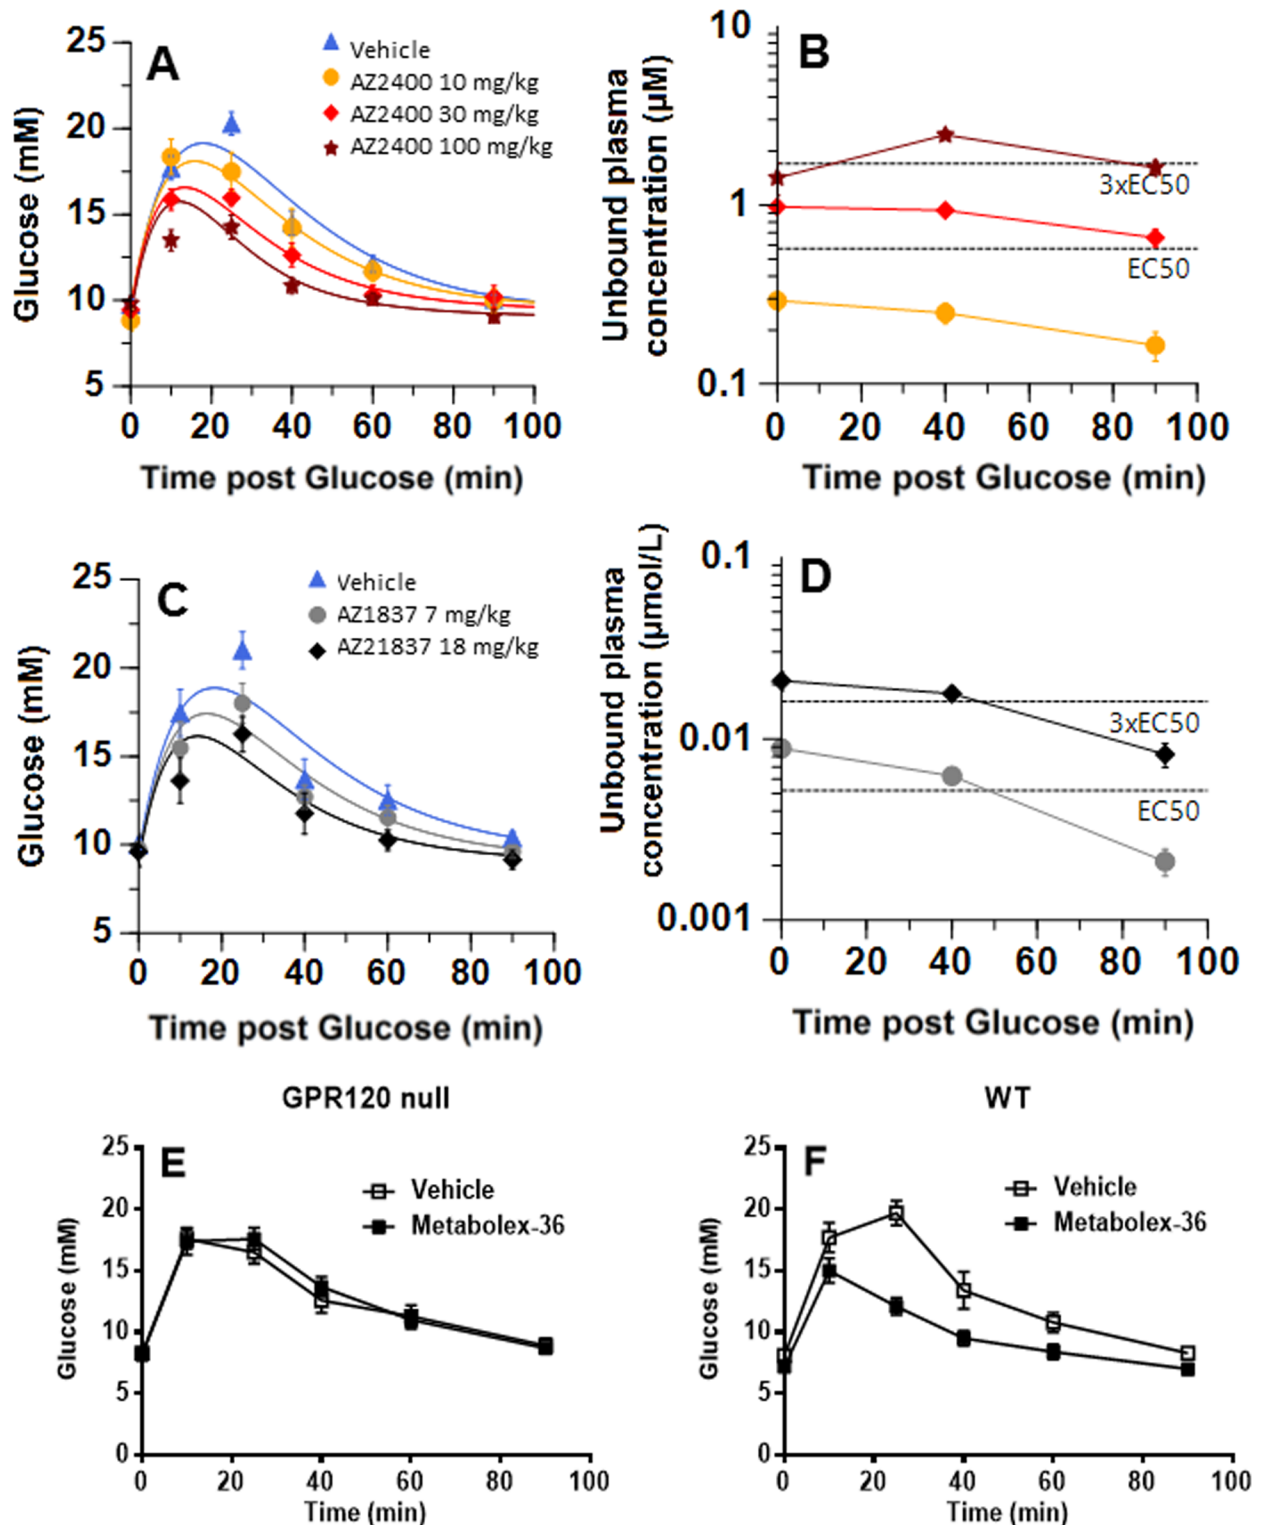 A
25
20
15
10
5
Glucose (mM)
Vehicle
AZ2400 10 mg/kg
AZ2400 30 mg/kg
AZ2400 100 mg/kg
0 20 40 60 80 100
Time post Glucose (min)
B
10
1
0.1
Unbound plasma
concentration (µM)
3xEC50
EC50
0 20 40 60 80 100
Time post Glucose (min)
C
25
20
15
10
5
Glucose (mM)
Vehicle
AZ1837 7 mg/kg
AZ21837 18 mg/kg
0 20 40 60 80 100
Time post Glucose (min)
D
0.1
0.01
0.001
Unbound plasma
concentration (µmol/L)
3xEC50
EC50
0 20 40 60 80 100
Time post Glucose (min)
GPR120 null
E
25
20
15
10
5
0
Glucose (mM)
Vehicle
Metabolex-36
0 20 40 60 80 100
Time (min)
WT
F
25
20
15
10
5
0
Glucose (mM)
Vehicle
Metabolex-36
0 20 40 60 80 100
Time (min)